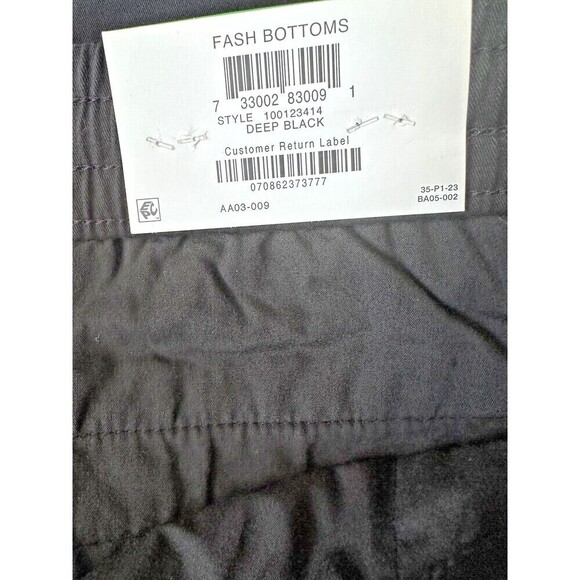 FASH BOTTOMS
7 33002 83009 1
STYLE 100123414
DEEP BLACK
Customer Return Label
070862373777
AA03-009
35-P1-23
BA05-002